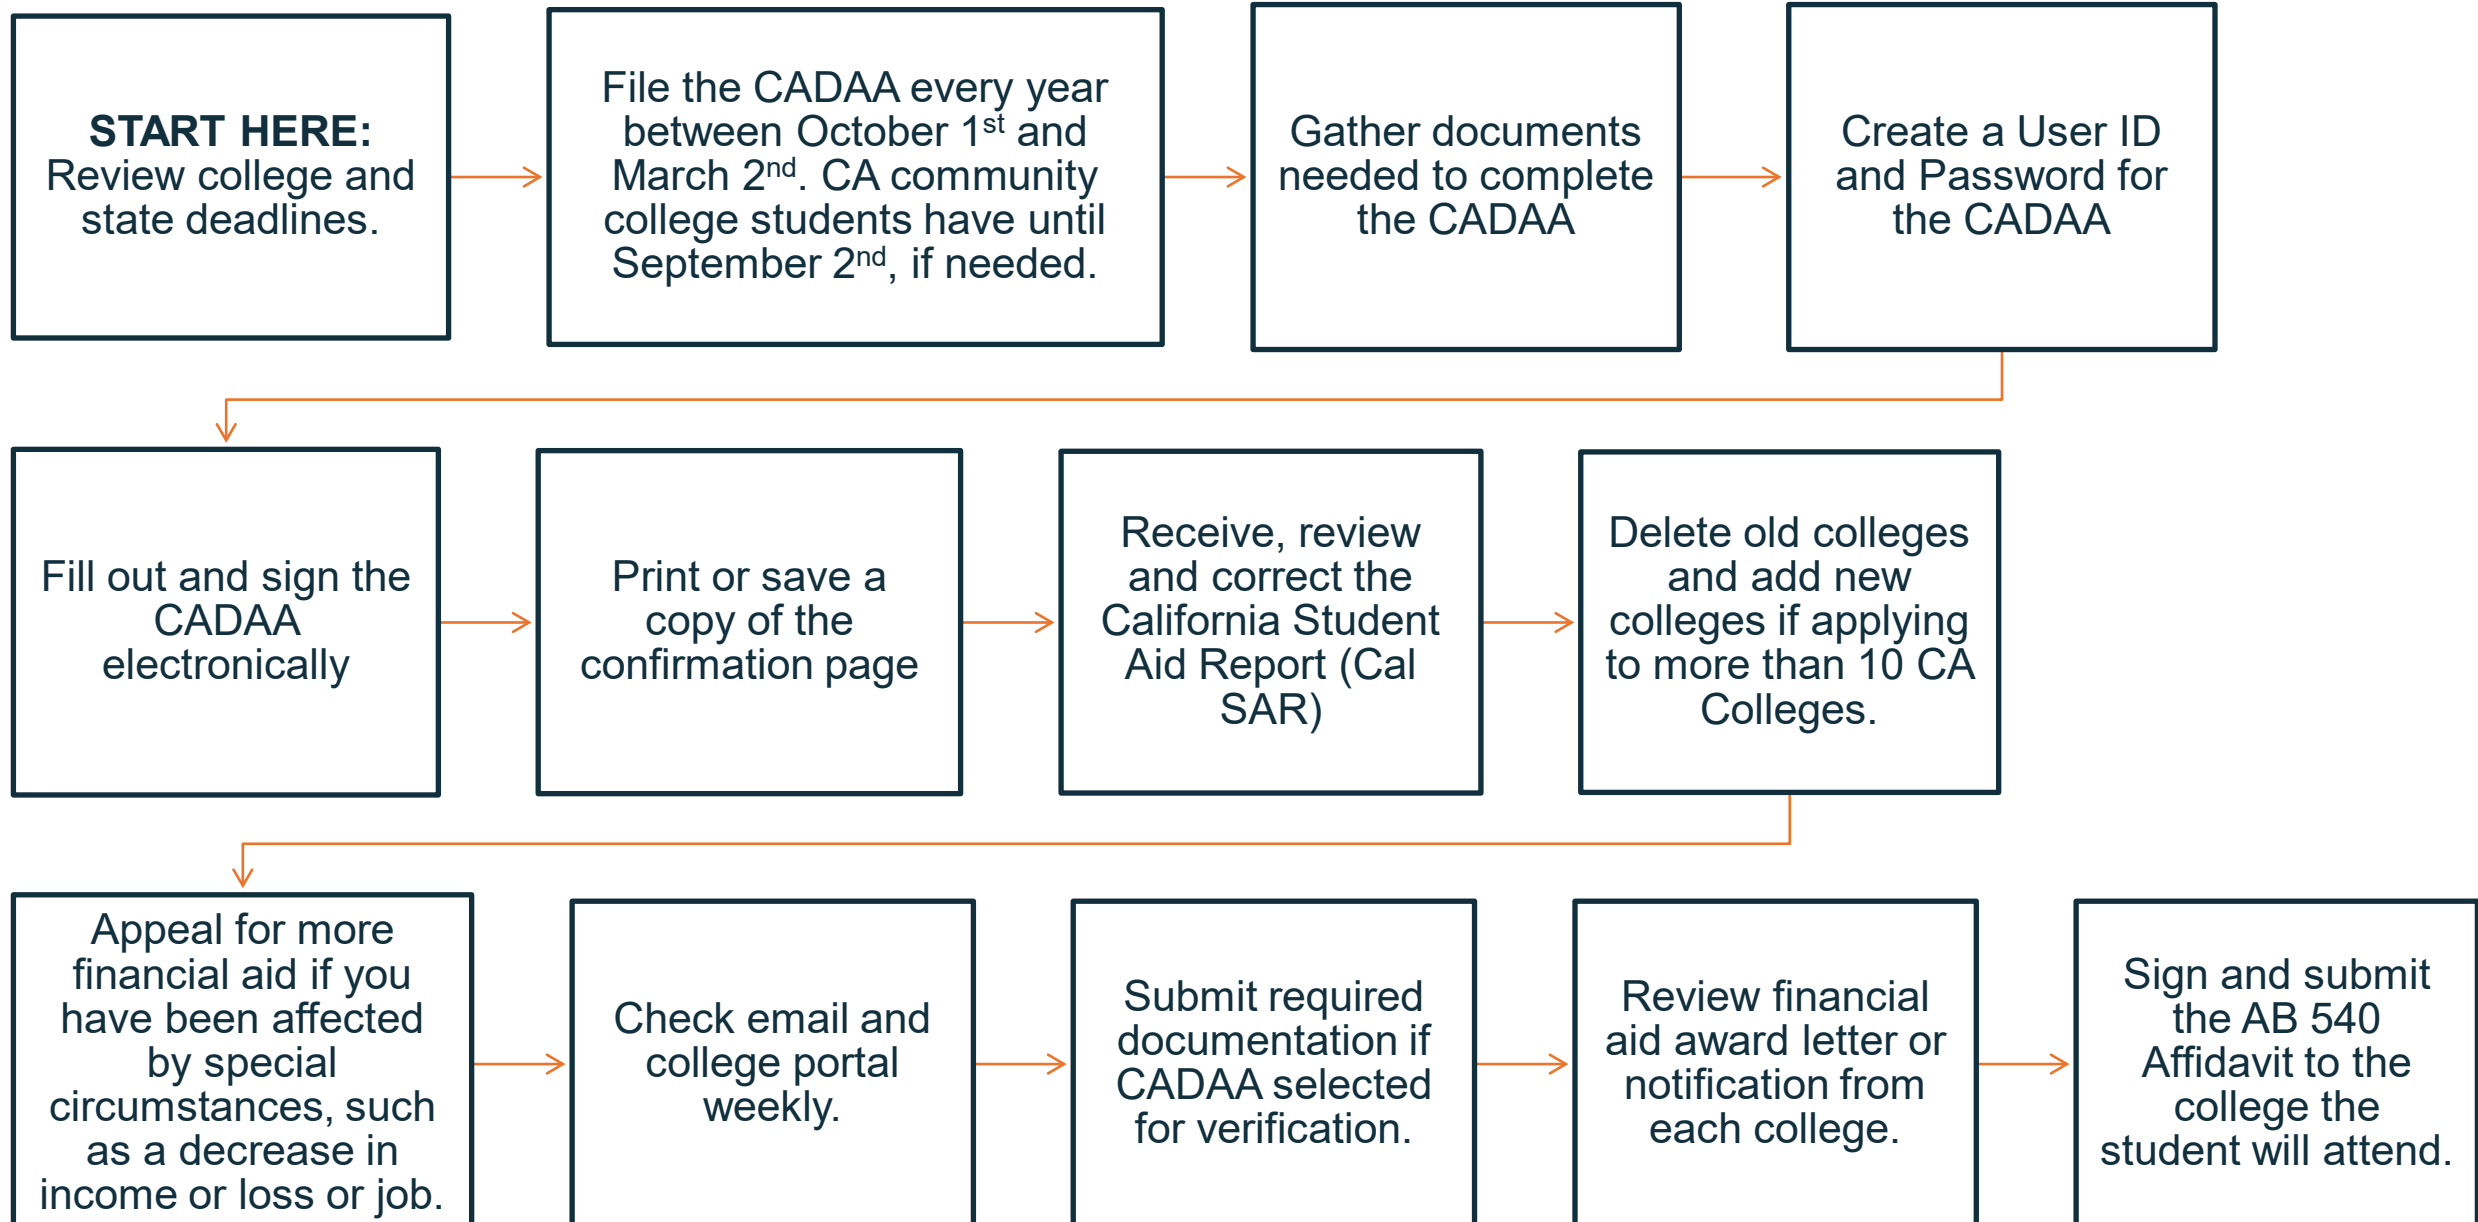 START HERE:
Review college and
state deadlines.
File the CADAA every year
between October 1st and
March 2nd. CA community
college students have until
September 2nd, if needed.
Gather documents
needed to complete
the CADAA
Create a User ID
and Password for
the CADAA
Fill out and sign the
CADAA
electronically
Print or save a
copy of the
confirmation page
Receive, review
and correct the
California Student
Aid Report (Cal
SAR)
Delete old colleges
and add new
colleges if applying
to more than 10 CA
Colleges.
Appeal for more
financial aid if you
have been affected
by special
circumstances, such
as a decrease in
income or loss or job.
Check email and
college portal
weekly.
Submit required
documentation if
CADAA selected
for verification.
Review financial
aid award letter or
notification from
each college.
Sign and submit
the AB 540
Affidavit to the
college the
student will attend.